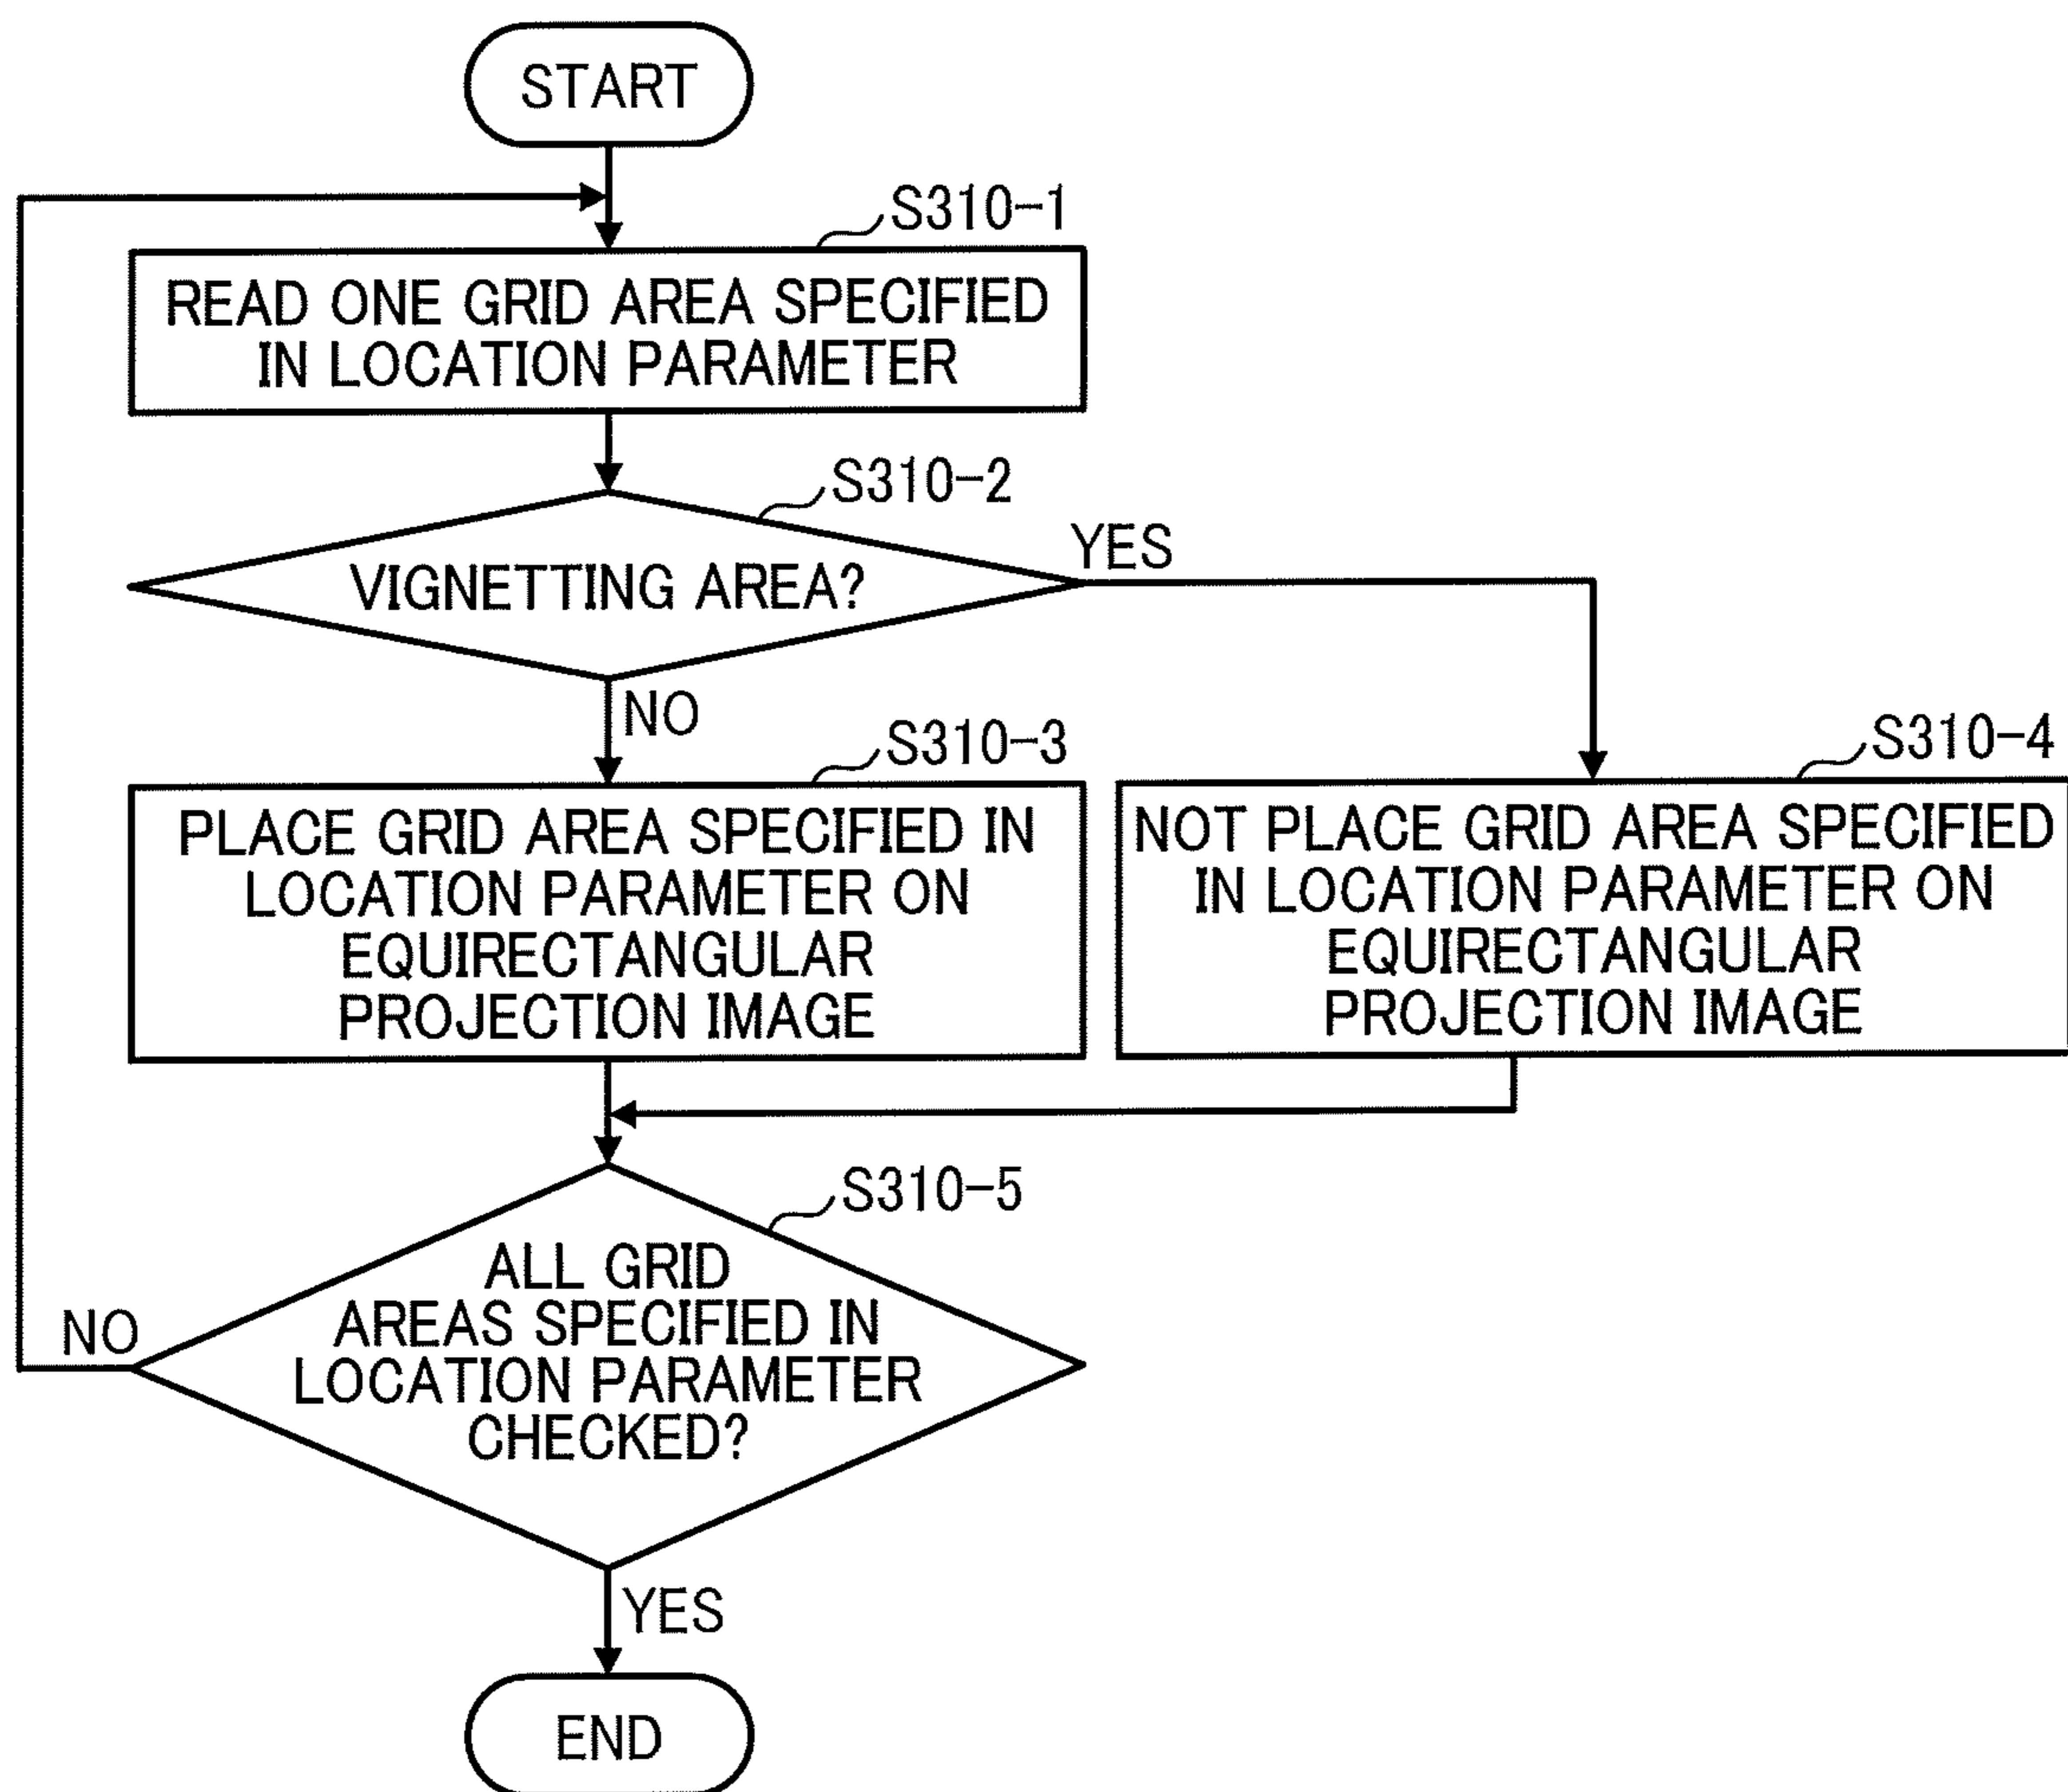 START
S310-1
READ ONE GRID AREA SPECIFIED
IN LOCATION PARAMETER
S310-2
VIGNETTING AREA?
YES
NO
S310-3
PLACE GRID AREA SPECIFIED IN
LOCATION PARAMETER ON
EQUIRECTANGULAR
PROJECTION IMAGE
S310-4
NOT PLACE GRID AREA SPECIFIED
IN LOCATION PARAMETER ON
EQUIRECTANGULAR
PROJECTION IMAGE
S310-5
ALL GRID
AREAS SPECIFIED IN
LOCATION PARAMETER
CHECKED?
NO
YES
END